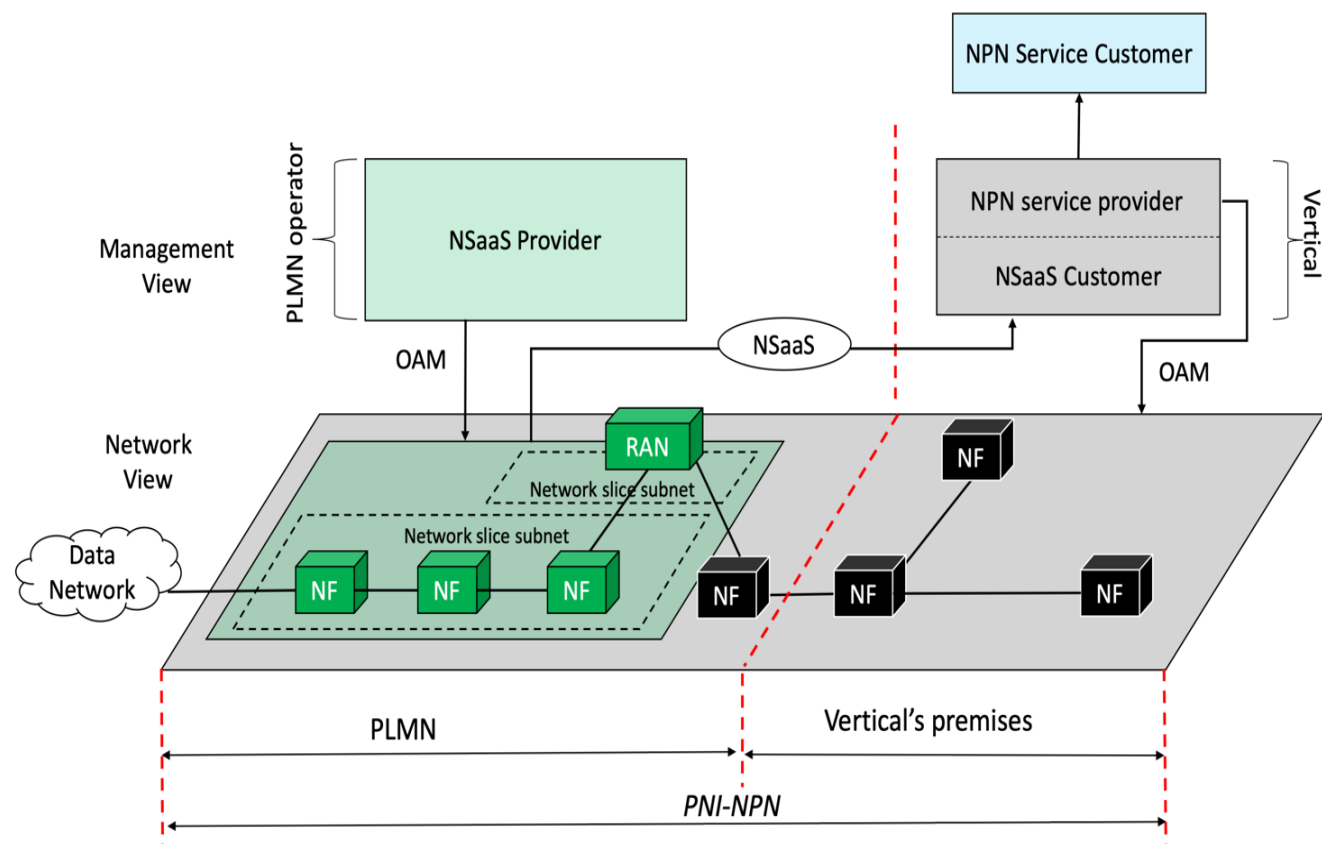 NPN Service Customer
PLMN operator
NSaaS Provider
NPN service provider
NSaaS Customer
Vertical
Management
View
OAM
NSaaS
OAM
Network
View
RAN
NF
Network slice subnet
Network slice subnet
Data
Network
NF
NF
NF
NF
NF
NF
PLMN
Vertical’s premises
PNI-NPN